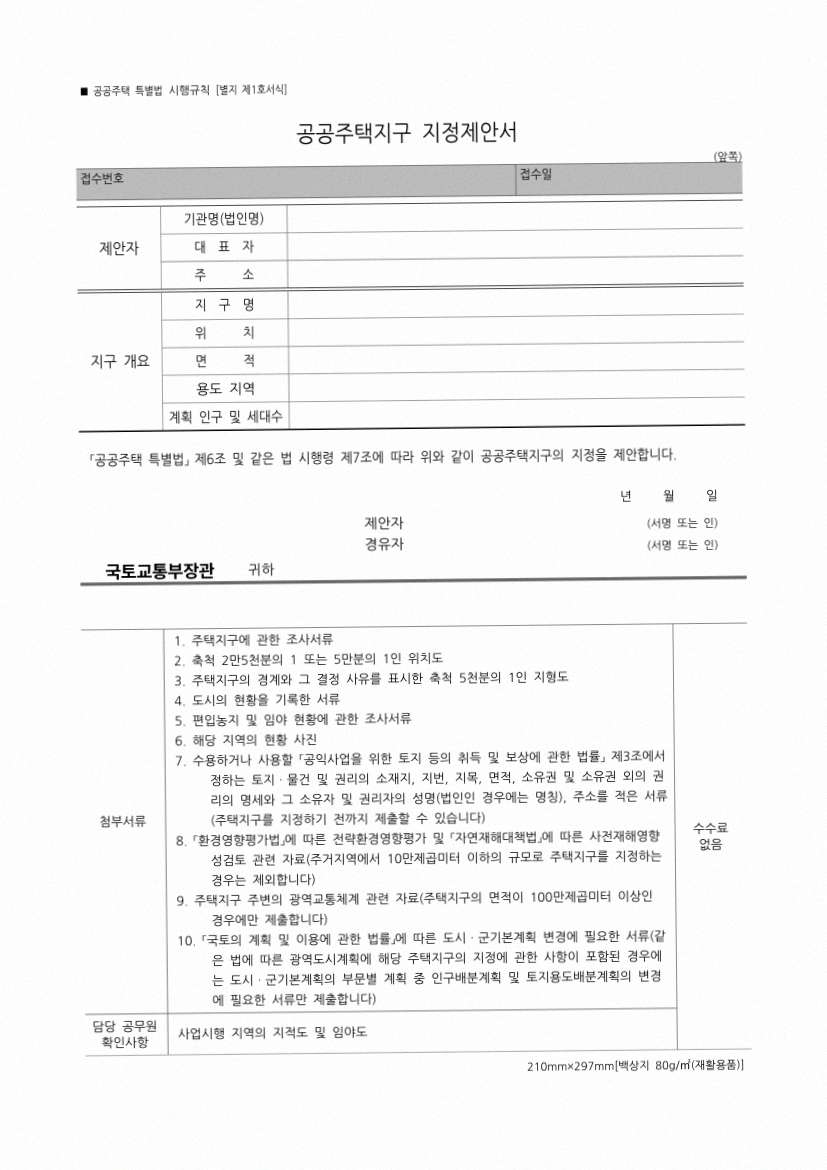 ■ 공공주택 특별법 시행규칙 [별지 제1호서식]
공공주택지구 지정제안서
(앞쪽)
접수번호 접수일
제안자
기관명(법인명)
대 표 자
주 소
지구 개요
지 구 명
위 치
면 적
용도 지역
계획 인구 및 세대수
「공공주택 특별법」 제6조 및 같은 법 시행령 제7조에 따라 위와 같이 공공주택지구의 지정을 제안합니다.
년 월 일
제안자 (서명 또는 인)
경유자 (서명 또는 인)
국토교통부장관 귀하
첨부서류
1. 주택지구에 관한 조사서류
2. 축척 2만5천분의 1 또는 5만분의 1인 위치도
3. 주택지구의 경계와 그 결정 사유를 표시한 축척 5천분의 1인 지형도
4. 도시의 현황을 기록한 서류
5. 편입농지 및 임야 현황에 관한 조사서류
6. 해당 지역의 현황 사진
7. 수용하거나 사용할 「공익사업을 위한 토지 등의 취득 및 보상에 관한 법률」 제3조에서
정하는 토지·물건 및 권리의 소재지, 지번, 지목, 면적, 소유권 및 소유권 외의 권
리의 명세와 그 소유자 및 권리자의 성명(법인인 경우에는 명칭), 주소를 적은 서류
(주택지구를 지정하기 전까지 제출할 수 있습니다)
8. 「환경영향평가법」에 따른 전략환경영향평가 및 「자연재해대책법」에 따른 사전재해영향
성검토 관련 자료(주거지역에서 10만제곱미터 이하의 규모로 주택지구를 지정하는
경우는 제외합니다)
9. 주택지구 주변의 광역교통체계 관련 자료(주택지구의 면적이 100만제곱미터 이상인
경우에만 제출합니다)
10. 「국토의 계획 및 이용에 관한 법률」에 따른 도시·군기본계획 변경에 필요한 서류(같
은 법에 따른 광역도시계획에 해당 주택지구의 지정에 관한 사항이 포함된 경우에
는 도시·군기본계획의 부문별 계획 중 인구배분계획 및 토지용도배분계획의 변경
에 필요한 서류만 제출합니다)
수수료
없음
담당 공무원
확인사항
사업시행 지역의 지적도 및 임야도
210mm×297mm[백상지 80g/㎡(재활용품)]